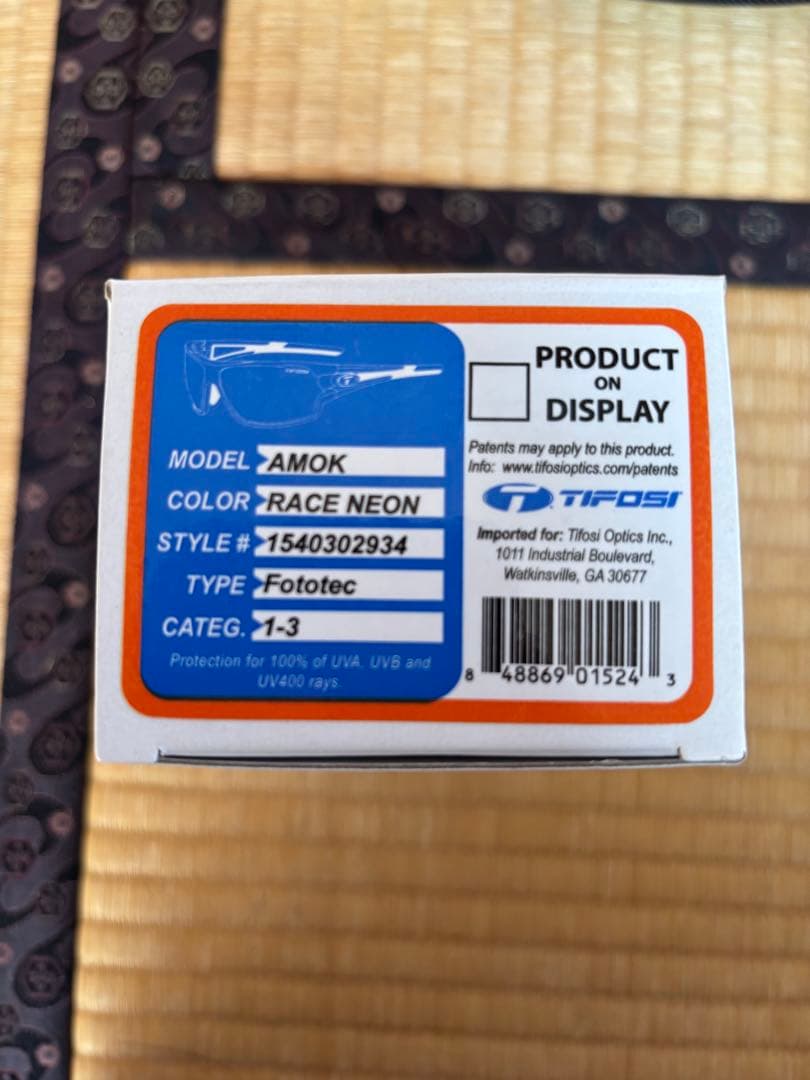 MODEL AMOK
COLOR RACE NEON
STYLE # 1540302934
TYPE Fototec
CATEG. 1-3
Protection for 100% of UVA, UVB and
UV400 rays.
PRODUCT
ON
DISPLAY
Patents may apply to this product.
Info: www.tifosioptics.com/patents
TIFOSI
Imported for: Tifosi Optics Inc.,
1011 Industrial Boulevard,
Watkinsville, GA 30677
8 48869 01524 3